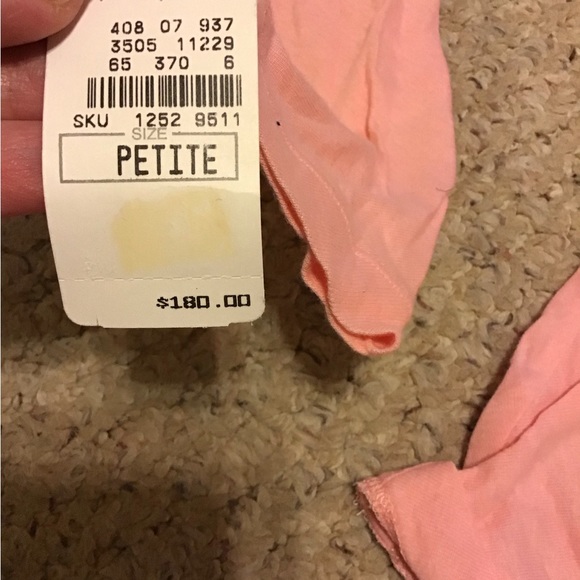 408 07 937
3505 11229
65 370 6
SKU 1252 9511
SIZE
PETITE
$180.00